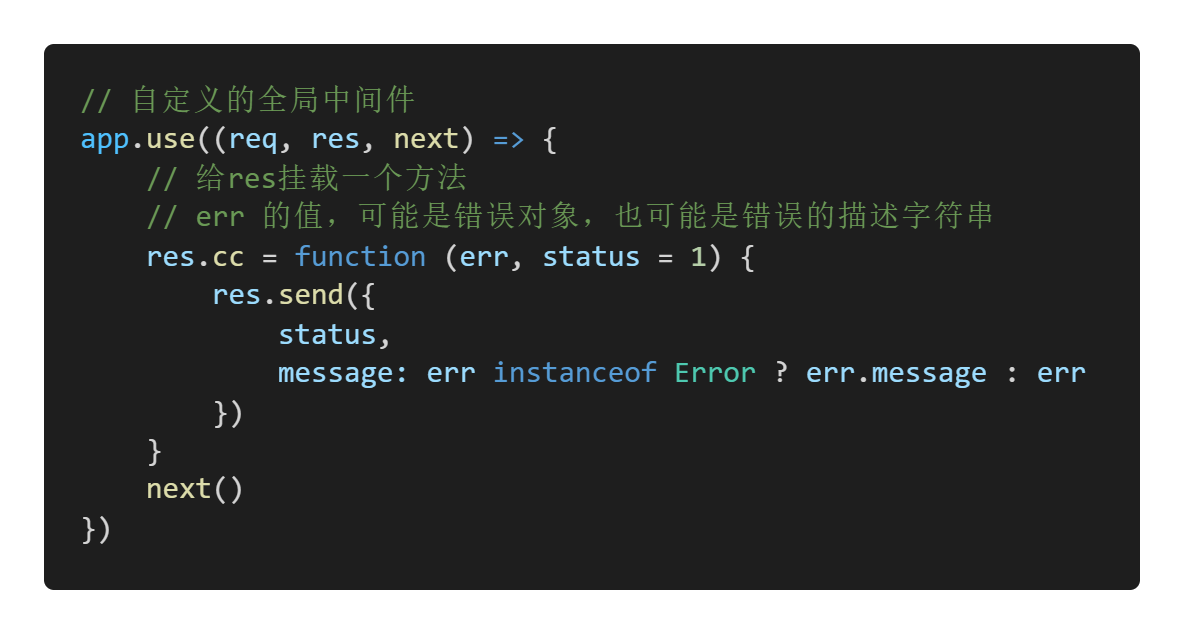 // 自定义的全局中间件
app.use((req, res, next) => {
    // 给res挂载一个方法
    // err 的值，可能是错误对象，也可能是错误的描述字符串
    res.cc = function (err, status = 1) {
        res.send({
            status,
            message: err instanceof Error ? err.message : err
        })
    }
    next()
})